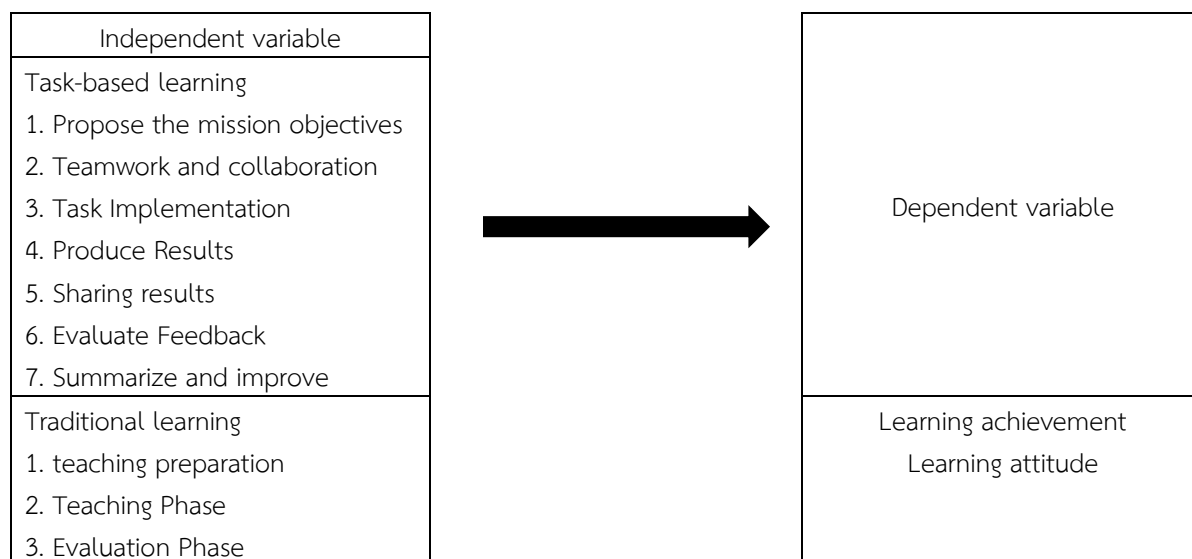 Independent variable
Task-based learning
1. Propose the mission objectives
2. Teamwork and collaboration
3. Task Implementation
4. Produce Results
5. Sharing results
6. Evaluate Feedback
7. Summarize and improve
Traditional learning
1. teaching preparation
2. Teaching Phase
3. Evaluation Phase
Dependent variable
Learning achievement
Learning attitude